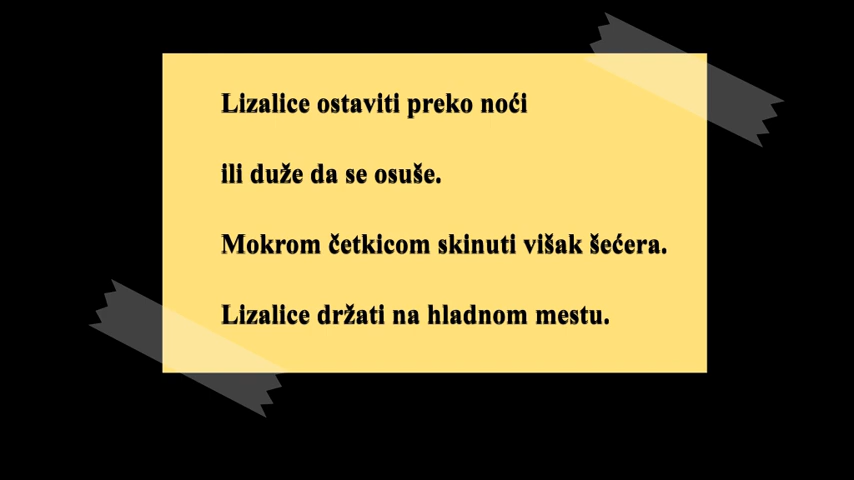 Lizalice ostaviti preko noći
ili duže da se osuše.
Mokrom četkicom skinuti višak šećera.
Lizalice držati na hladnom mestu.